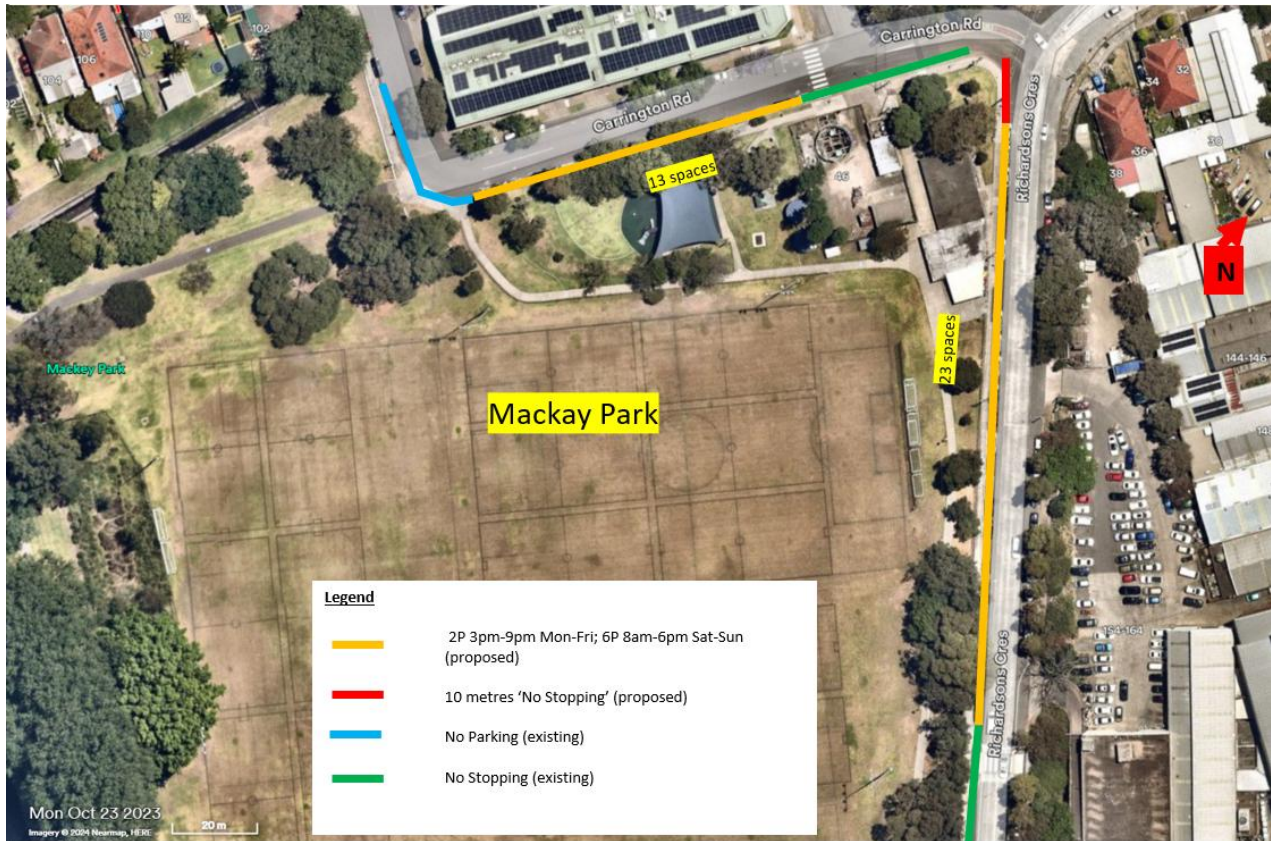 112
110
102
104
106
Carrington Rd
Carrington Rd
Richardsons Cres
34
32
30
36
38
46
13 spaces
N
23 spaces
144-146
Mackey Park
Mackay Park
154-164
Richardsons Cres
Legend
2P 3pm-9pm Mon-Fri; 6P 8am-6pm Sat-Sun
(proposed)
10 metres ‘No Stopping’ (proposed)
No Parking (existing)
No Stopping (existing)
Mon Oct 23 2023
Imagery © 2024 Nearmap, HERE
20 m